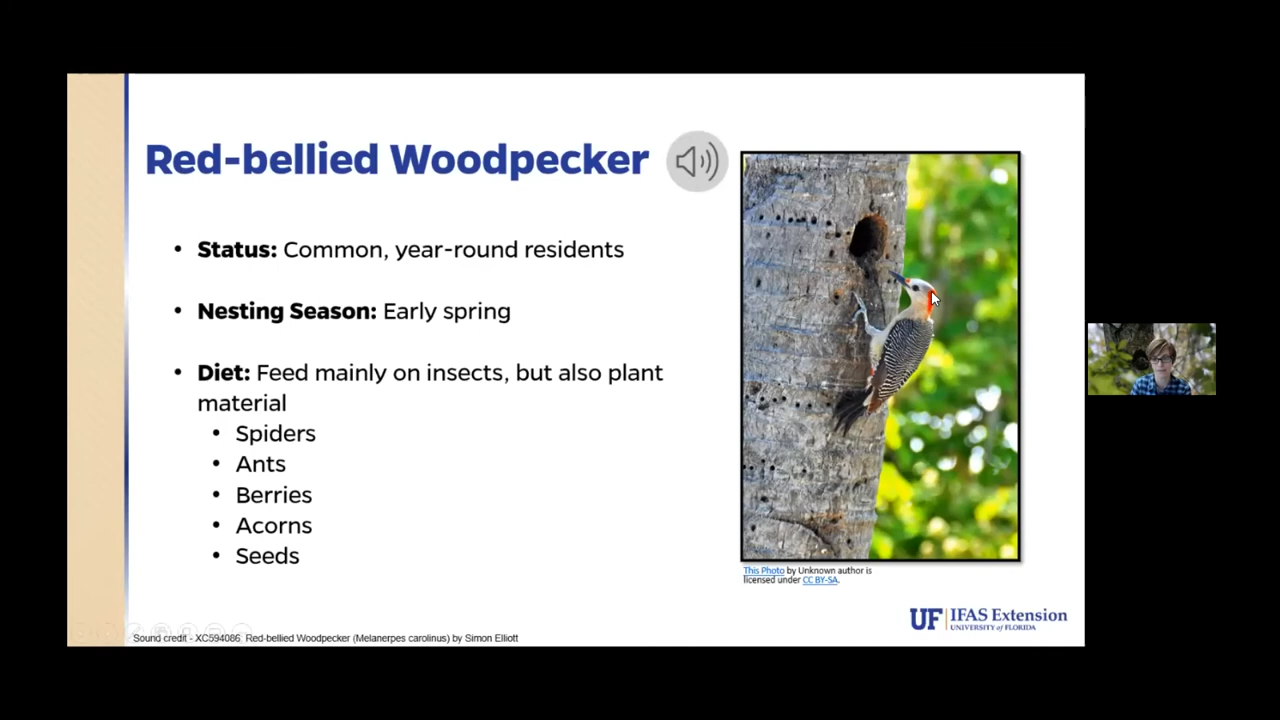 Red-bellied Woodpecker
• Status: Common, year-round residents
• Nesting Season: Early spring
• Diet: Feed mainly on insects, but also plant
material
• Spiders
• Ants
• Berries
• Acorns
• Seeds
This Photo by Unknown author is
licensed under CC BY-SA.
UF IFAS Extension
UNIVERSITY of FLORIDA
Sound credit - XC594086 Red-bellied Woodpecker (Melanerpes carolinus) by Simon Elliott